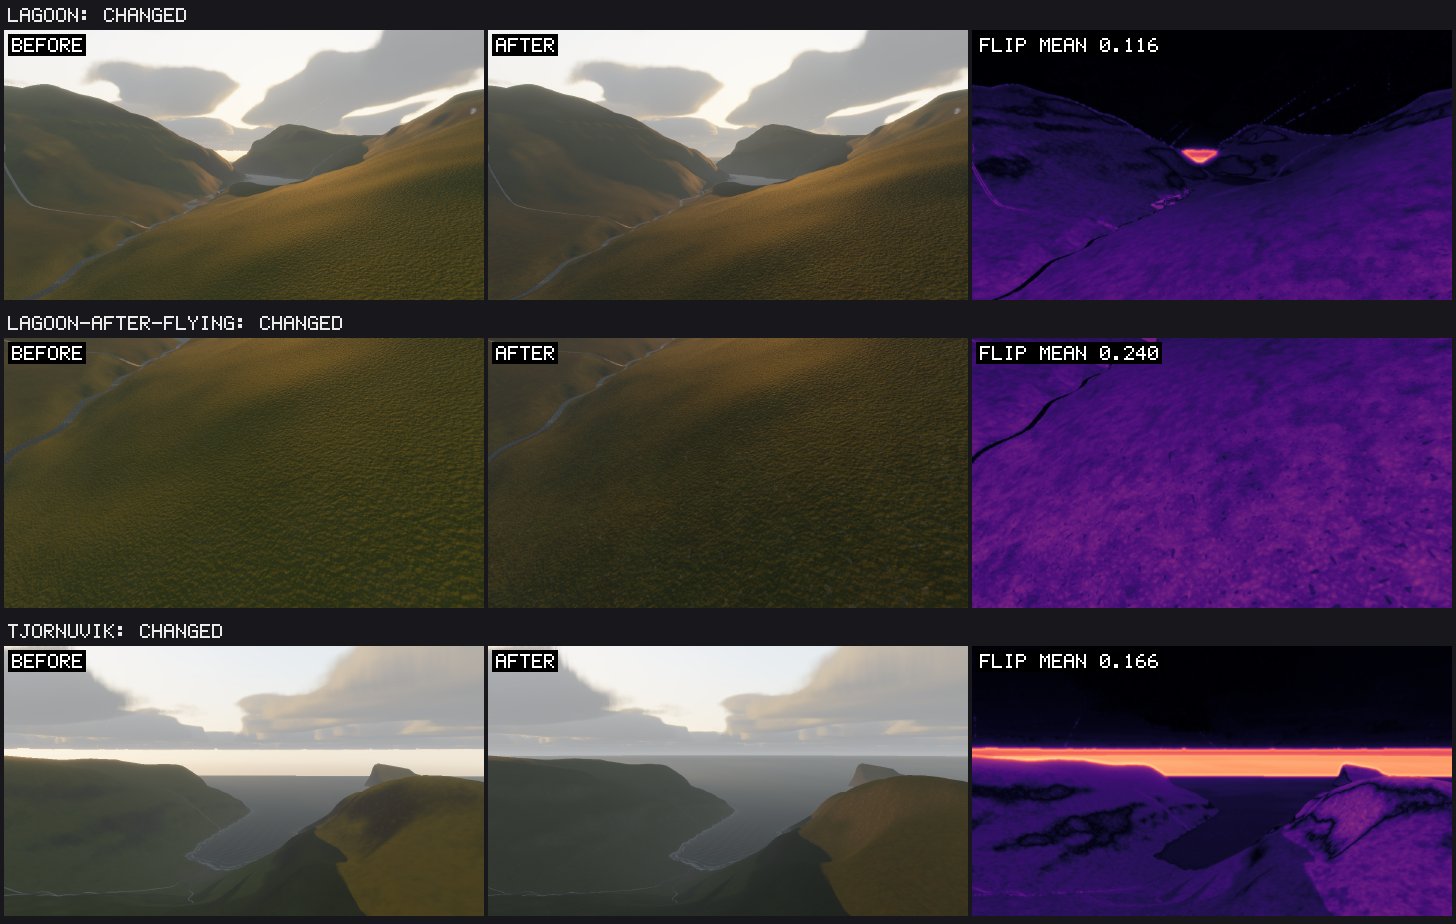 LAGOON: CHANGED
BEFORE
AFTER
FLIP MEAN 0.116
LAGOON-AFTER-FLYING: CHANGED
BEFORE
AFTER
FLIP MEAN 0.240
TJORNUVIK: CHANGED
BEFORE
AFTER
FLIP MEAN 0.166